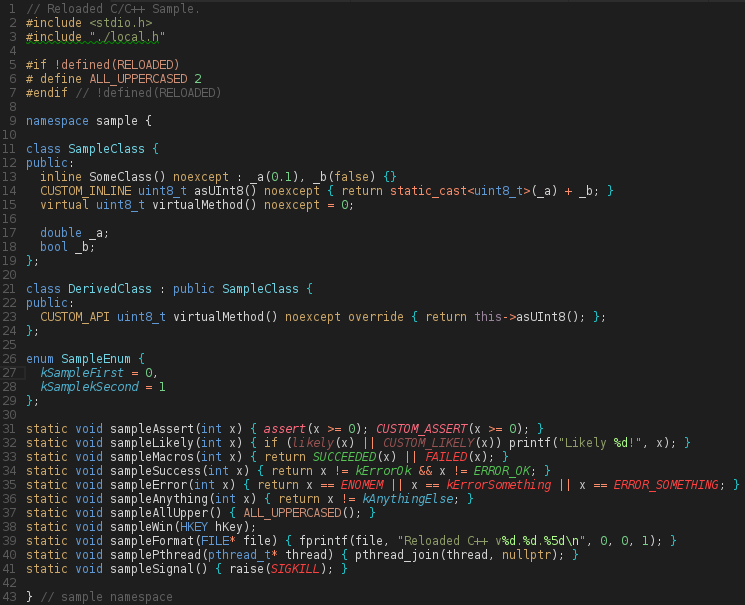 1 // Reloaded C/C++ Sample.
2 #include <stdio.h>
3 #include "./local.h"
4
5 #if !defined(RELOADED)
6 # define ALL_UPPERCASED 2
7 #endif // !defined(RELOADED)
8
9 namespace sample {
10
11 class SampleClass {
12 public:
13   inline SomeClass() noexcept : _a(0.1), _b(false) {}
14   CUSTOM_INLINE uint8_t asUInt8() noexcept { return static_cast<uint8_t>(_a) + _b; }
15   virtual uint8_t virtualMethod() noexcept = 0;
16
17   double _a;
18   bool _b;
19 };
20
21 class DerivedClass : public SampleClass {
22 public:
23   CUSTOM_API uint8_t virtualMethod() noexcept override { return this->asUInt8(); };
24 };
25
26 enum SampleEnum {
27   kSampleFirst = 0,
28   kSamplekSecond = 1
29 };
30
31 static void sampleAssert(int x) { assert(x >= 0); CUSTOM_ASSERT(x >= 0); }
32 static void sampleLikely(int x) { if (likely(x) || CUSTOM_LIKELY(x)) printf("Likely %d!", x); }
33 static void sampleMacros(int x) { return SUCCEEDED(x) || FAILED(x); }
34 static void sampleSuccess(int x) { return x != kErrorOk && x != ERROR_OK; }
35 static void sampleError(int x) { return x == ENOMEM || x == kErrorSomething || x == ERROR_SOMETHING; }
36 static void sampleAnything(int x) { return x != kAnythingElse; }
37 static void sampleAllUpper() { ALL_UPPERCASED(); }
38 static void sampleWin(HKEY hKey);
39 static void sampleFormat(FILE* file) { fprintf(file, "Reloaded C++ v%d.%d.%5d\n", 0, 0, 1); }
40 static void samplePthread(pthread_t* thread) { pthread_join(thread, nullptr); }
41 static void sampleSignal() { raise(SIGKILL); }
42
43 } // sample namespace